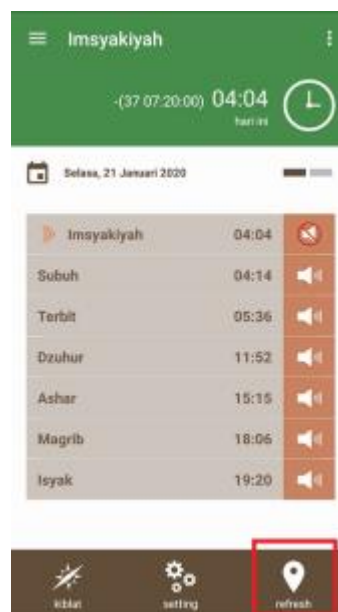 Imsyakiyah
-(37 07:20:00) 04:04
hari ini
Selasa, 21 Januari 2020
Imsyakiyah 04:04
Subuh 04:14
Terbit 05:36
Dzuhur 11:52
Ashar 15:15
Magrib 18:06
Isyak 19:20
kiblat setting refresh